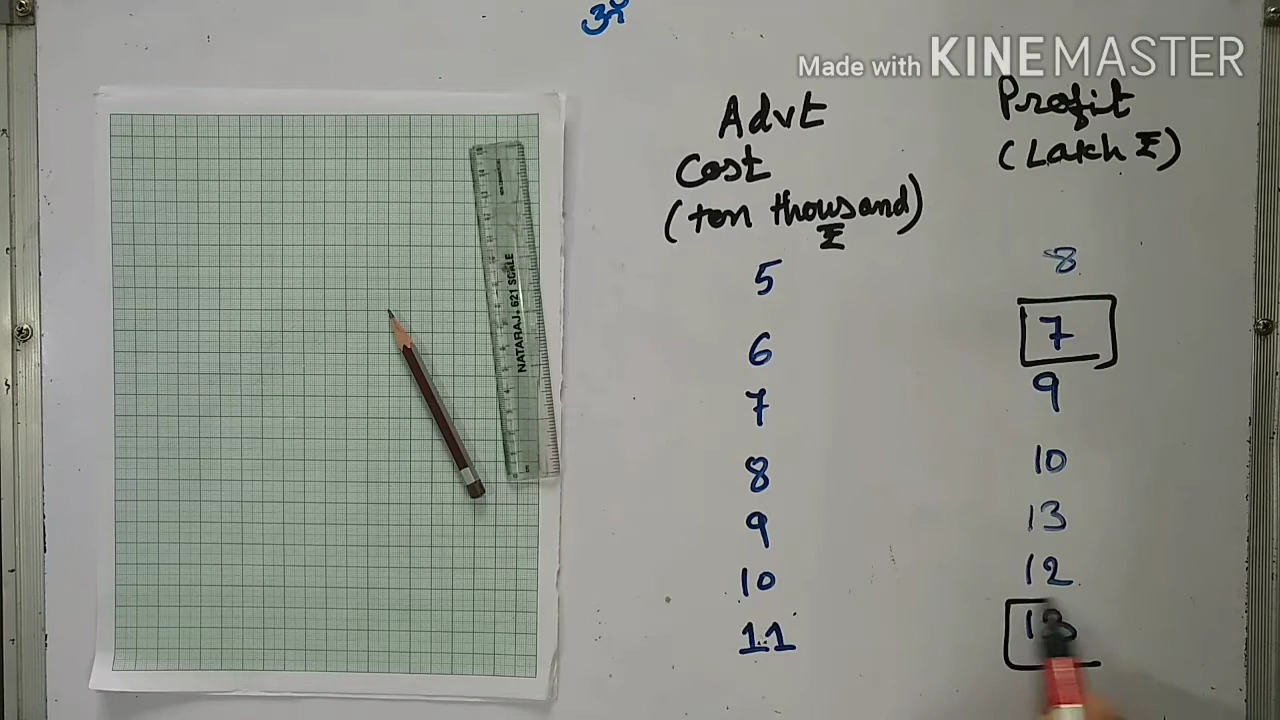 Made with KINEMASTER
Advt
Cost
(ten thousand)
₹
Profit
(Lakh ₹)
5 8
6 7
7 9
8 10
9 13
10 12
11
NATARAJ 621 SCALE